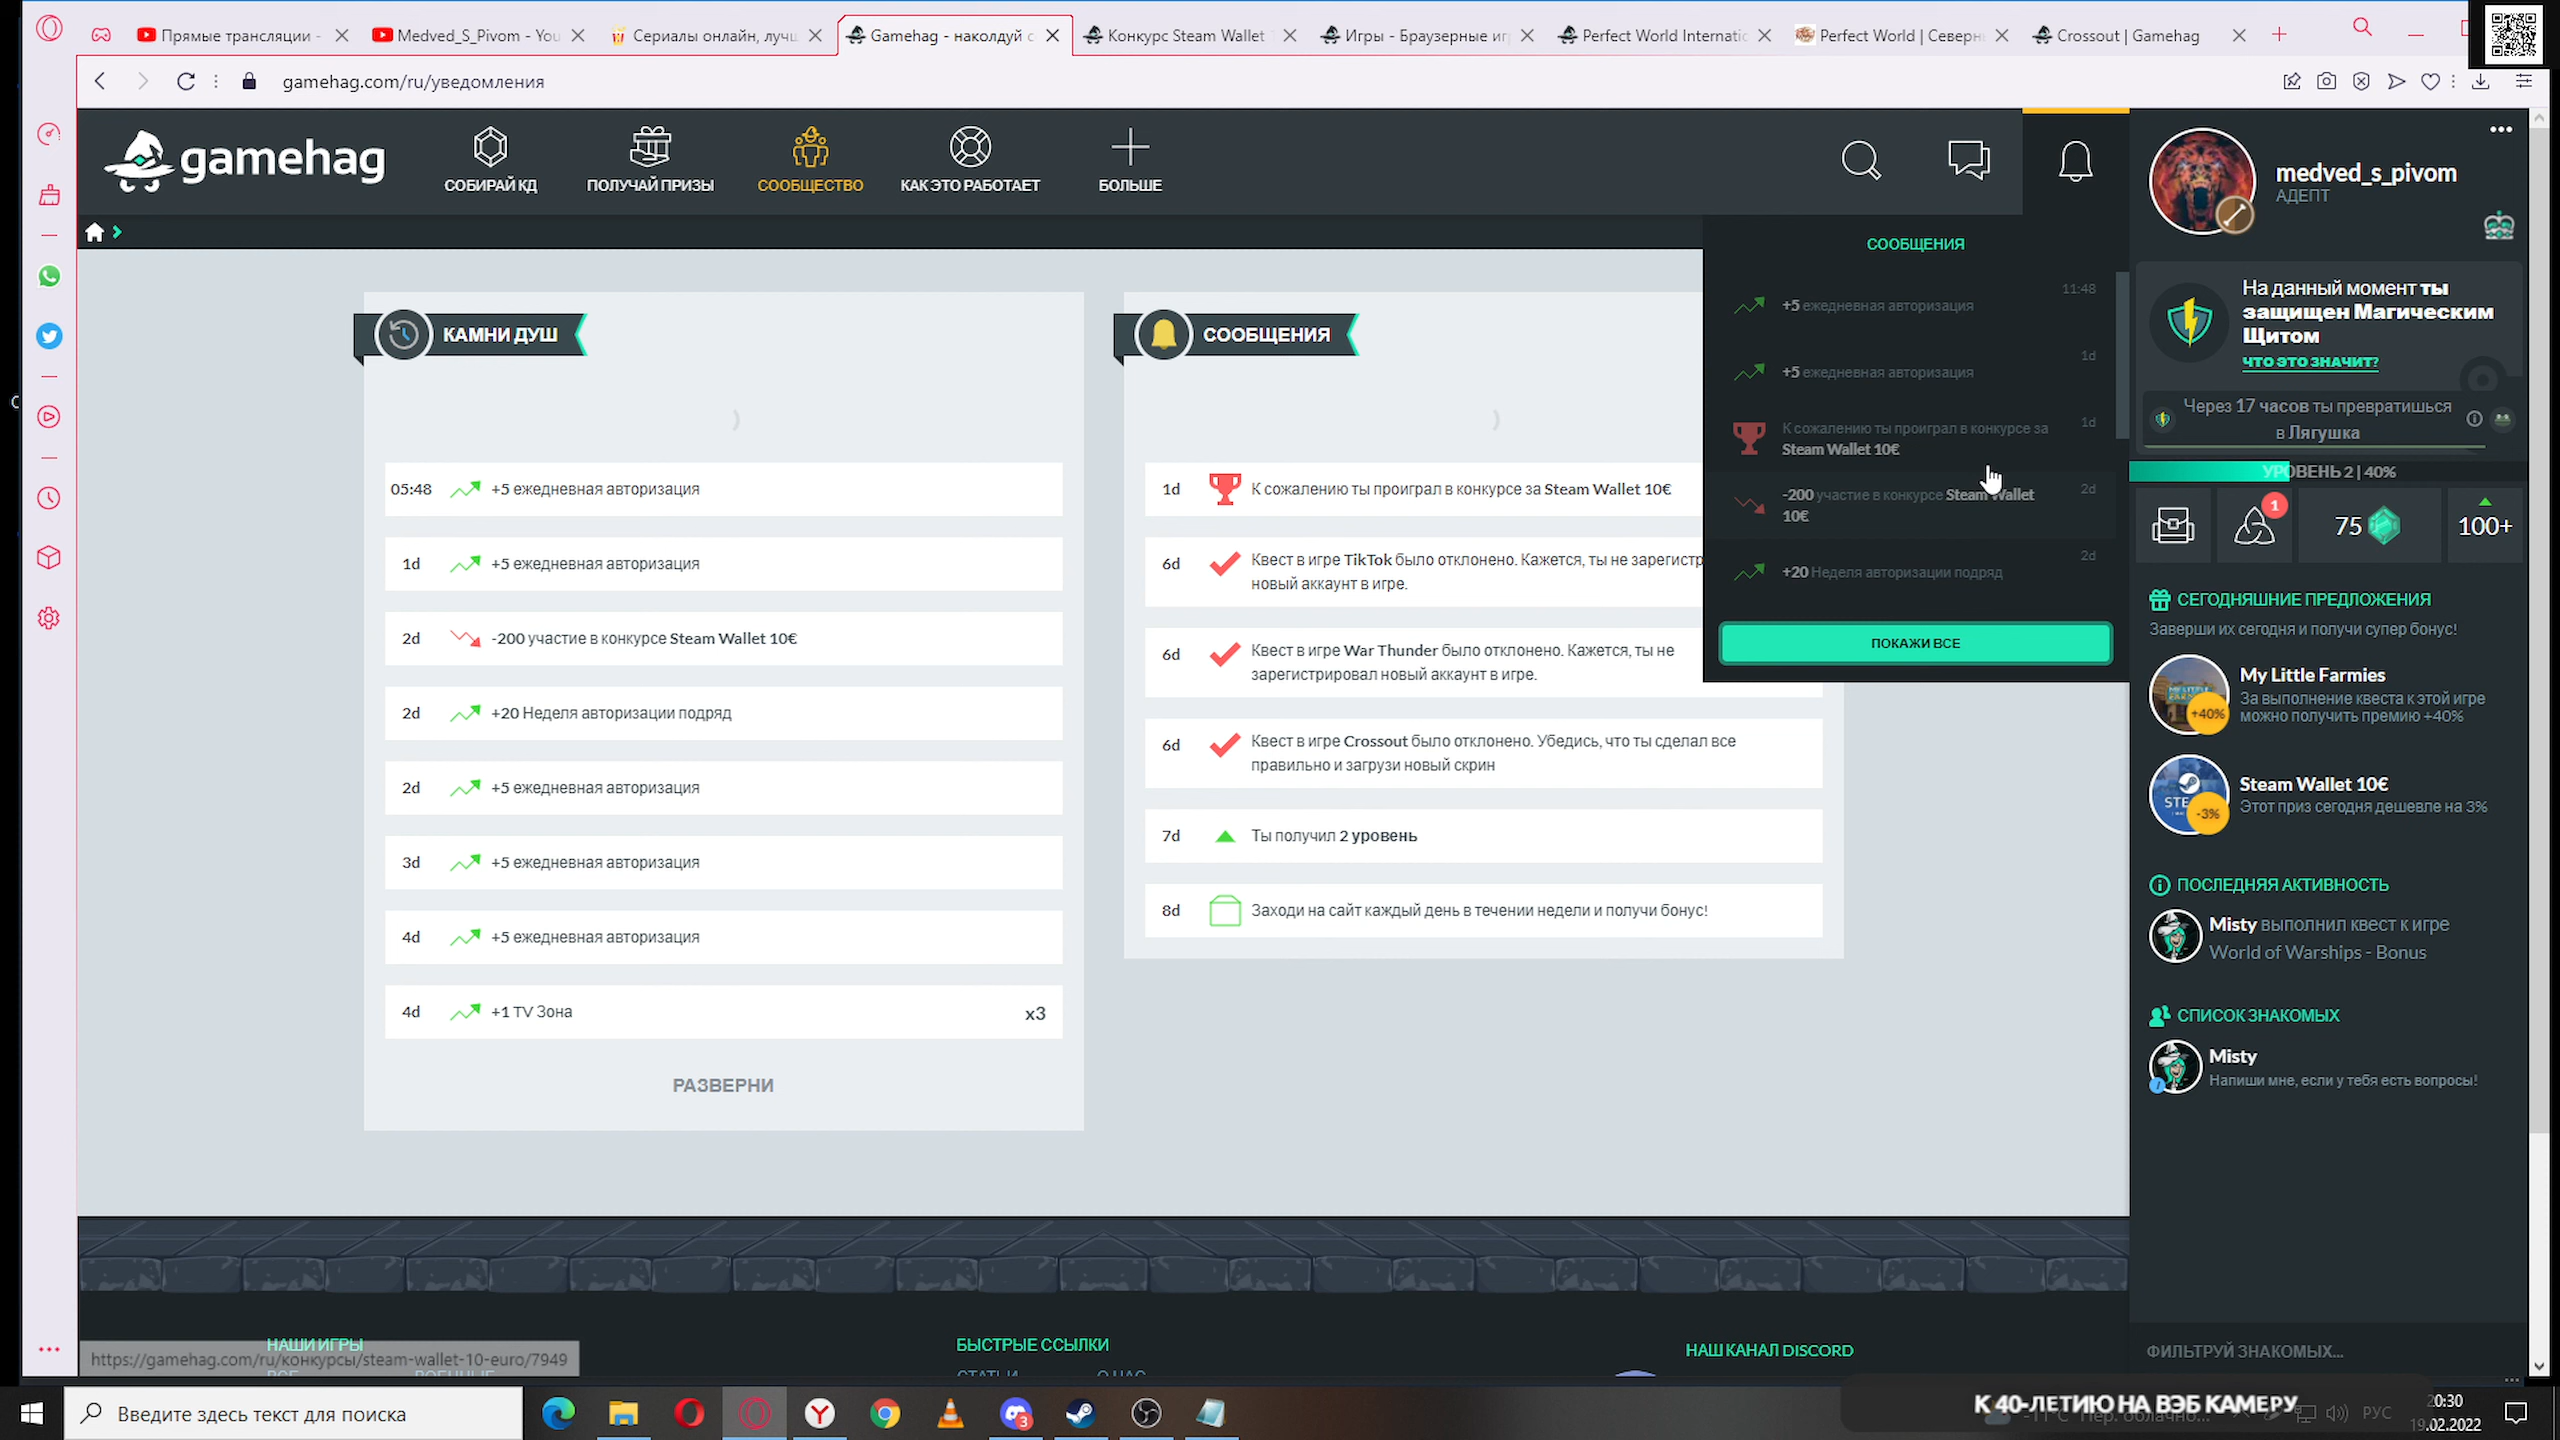 Прямые трансляции -
Medved_S_Pivom - You
Сериалы онлайн, лучш
Gamehag - наколдуй с
Конкурс Steam Wallet
Игры - Браузерные иг
Perfect World Internatio
Perfect World | Северн
Crossout | Gamehag
gamehag.com/ru/уведомления
gamehag
СОБИРАЙ КД
ПОЛУЧАЙ ПРИЗЫ
СООБЩЕСТВО
КАК ЭТО РАБОТАЕТ
БОЛЬШЕ
medved_s_pivom
АДЕПТ
КАМНИ ДУШ
05:48 +5 ежедневная авторизация
1d +5 ежедневная авторизация
2d -200 участие в конкурсе Steam Wallet 10€
2d +20 Неделя авторизации подряд
2d +5 ежедневная авторизация
3d +5 ежедневная авторизация
4d +5 ежедневная авторизация
4d +1 TV Зона x3
РАЗВЕРНИ
СООБЩЕНИЯ
1d К сожалению ты проиграл в конкурсе за Steam Wallet 10€
6d Квест в игре TikTok было отклонено. Кажется, ты не зарегистр
новый аккаунт в игре.
6d Квест в игре War Thunder было отклонено. Кажется, ты не
зарегистрировал новый аккаунт в игре.
6d Квест в игре Crossout было отклонено. Убедись, что ты сделал все
правильно и загрузи новый скрин
7d Ты получил 2 уровень
8d Заходи на сайт каждый день в течении недели и получи бонус!
СООБЩЕНИЯ
+5 ежедневная авторизация 11:48
+5 ежедневная авторизация 1d
К сожалению ты проиграл в конкурсе за 1d
Steam Wallet 10€
-200 участие в конкурсе Steam Wallet 2d
10€
+20 Неделя авторизации подряд 2d
ПОКАЖИ ВСЕ
На данный момент ты
защищен Магическим
Щитом
ЧТО ЭТО ЗНАЧИТ?
Через 17 часов ты превратишься
в Лягушка
УРОВЕНЬ 2 | 40%
1
75
100+
СЕГОДНЯШНИЕ ПРЕДЛОЖЕНИЯ
Заверши их сегодня и получи супер бонус!
My Little Farmies
За выполнение квеста к этой игре
можно получить премию +40%
+40%
Steam Wallet 10€
Этот приз сегодня дешевле на 3%
-3%
ПОСЛЕДНЯЯ АКТИВНОСТЬ
Misty выполнил квест к игре
World of Warships - Bonus
СПИСОК ЗНАКОМЫХ
Misty
Напиши мне, если у тебя есть вопросы!
ФИЛЬТРУЙ ЗНАКОМЫХ...
НАШИ ИГРЫ
БЫСТРЫЕ ССЫЛКИ
НАШ КАНАЛ DISCORD
https://gamehag.com/ru/конкурсы/steam-wallet-10-euro/7949
Введите здесь текст для поиска
3
К 40-ЛЕТИЮ НА ВЭБ КАМЕРУ
РУС
20:30
19.02.2022